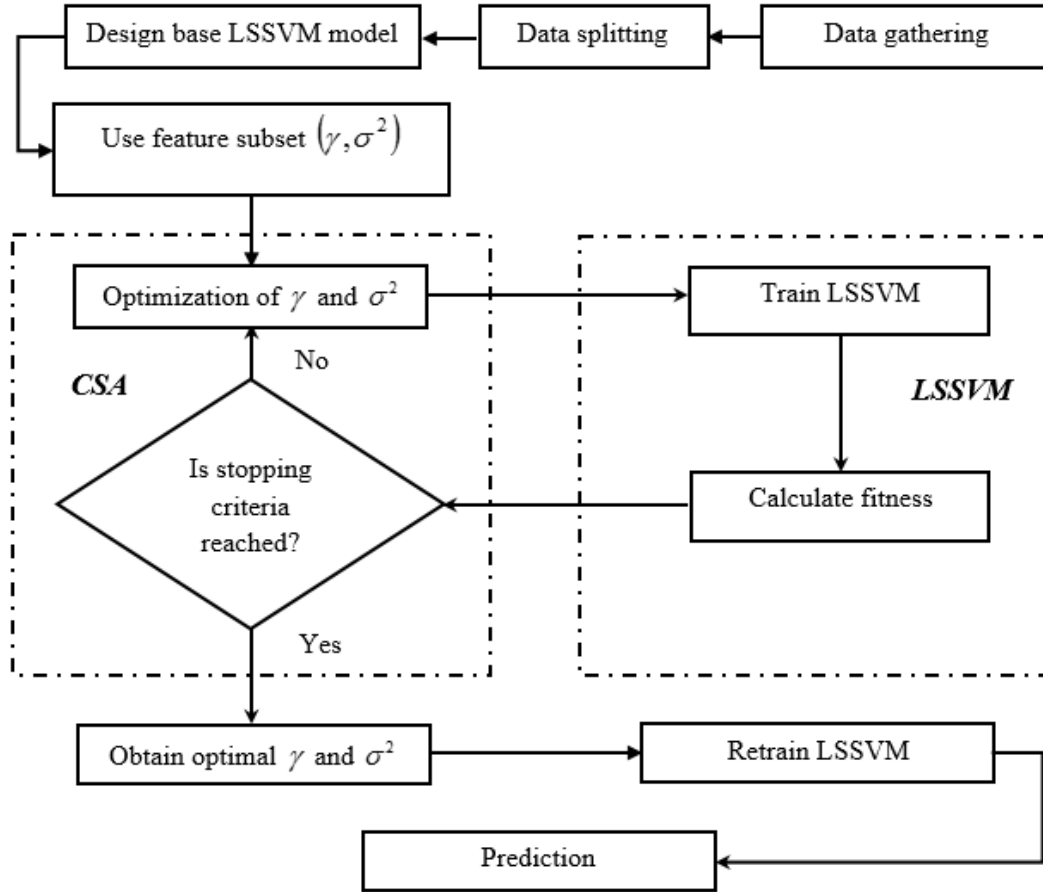 Data gathering
Data splitting
Design base LSSVM model
Use feature subset (γ, σ²)
Optimization of γ and σ²
Train LSSVM
No
CSA
LSSVM
Is stopping
criteria
reached?
Calculate fitness
Yes
Obtain optimal γ and σ²
Retrain LSSVM
Prediction